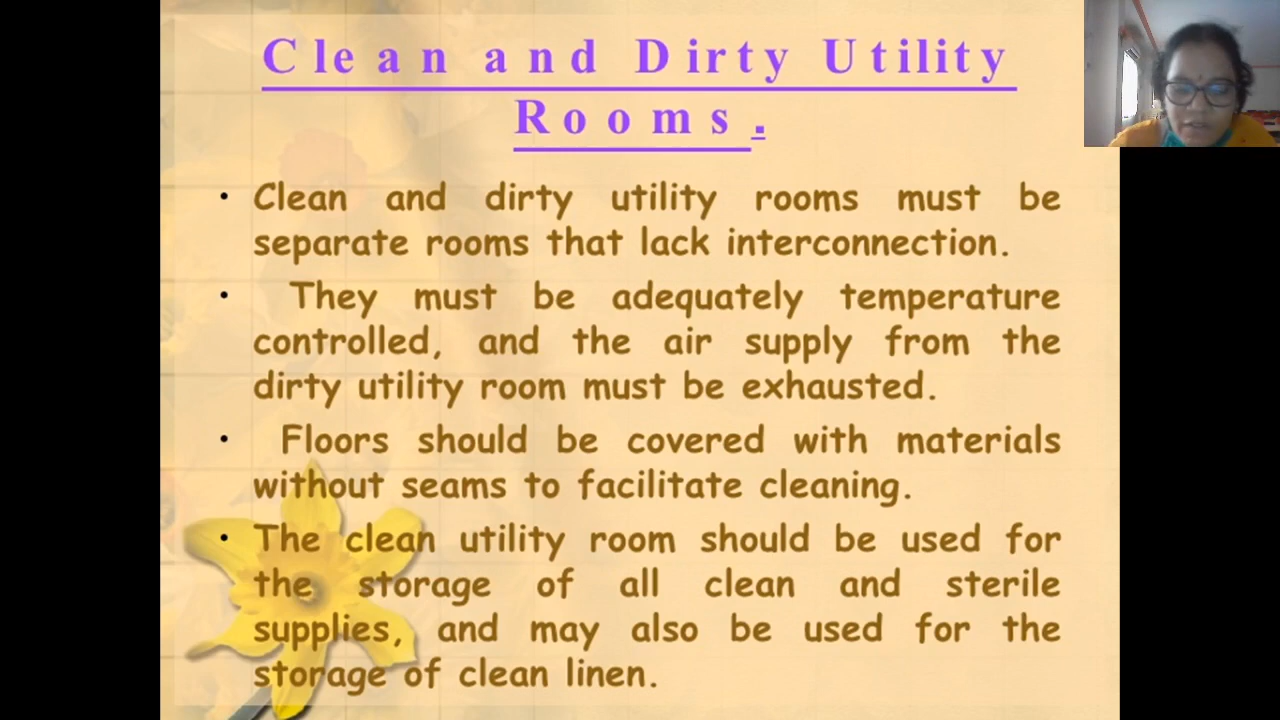 Clean and Dirty Utility
Rooms.
• Clean and dirty utility rooms must be
separate rooms that lack interconnection.
• They must be adequately temperature
controlled, and the air supply from the
dirty utility room must be exhausted.
• Floors should be covered with materials
without seams to facilitate cleaning.
• The clean utility room should be used for
the storage of all clean and sterile
supplies, and may also be used for the
storage of clean linen.